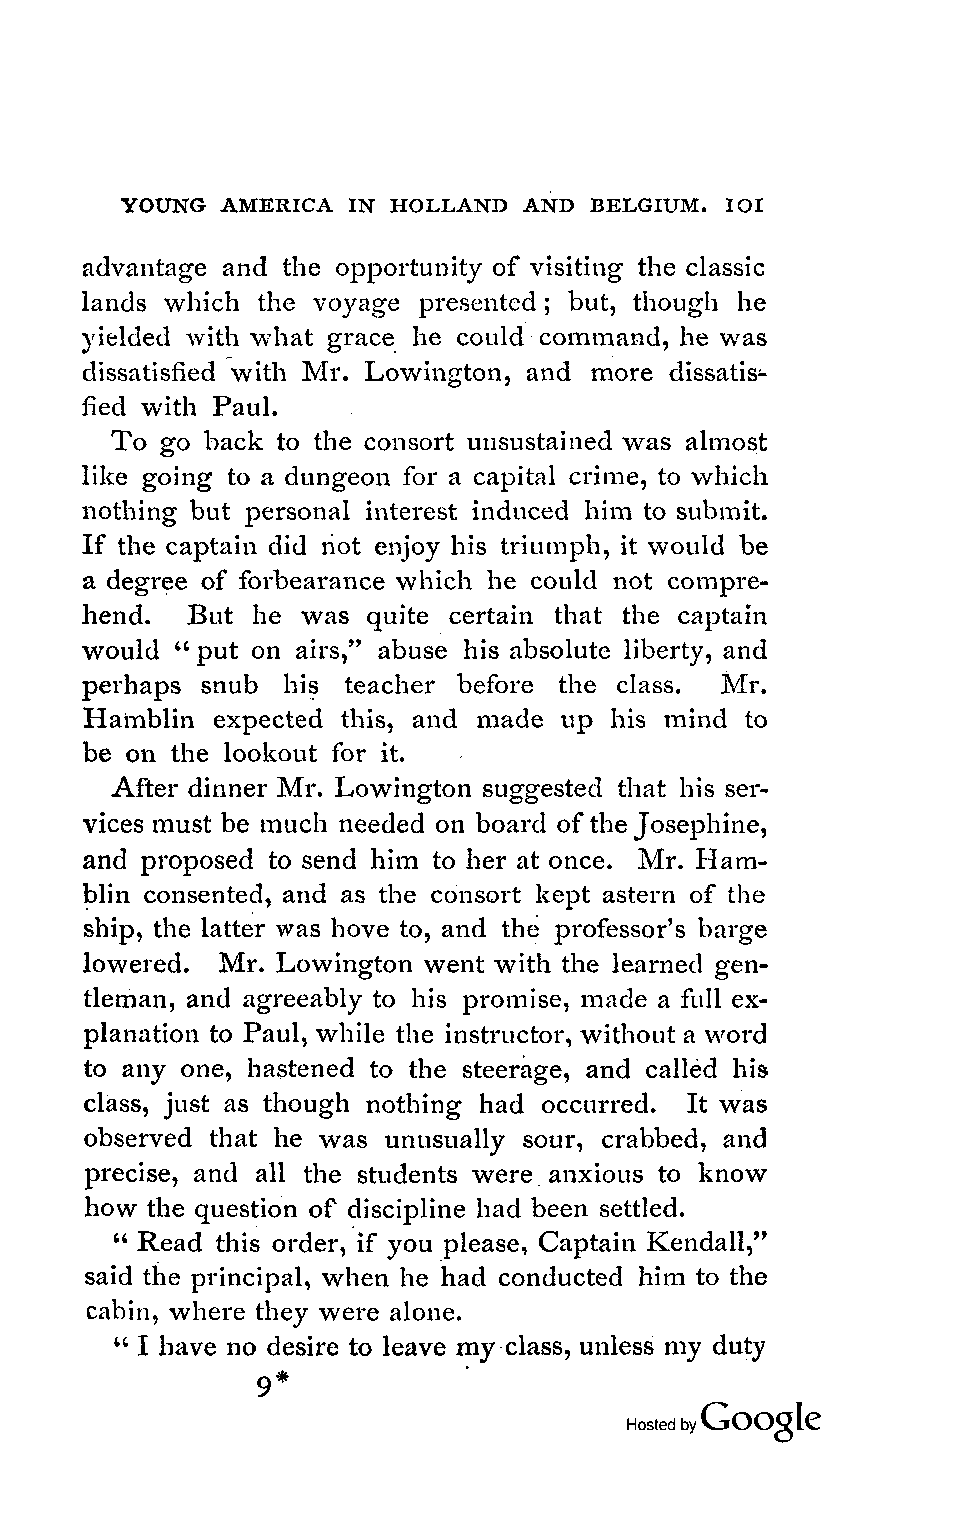 YOUNG AMERICA IN HOLLAND AND BELGIUM. 101
advantage and the opportunity of visiting the classic
lands which the voyage presented; but, though he
yielded with what grace he could command, he was
dissatisfied with Mr. Lowington, and more dissatis-
fied with Paul.
To go back to the consort unsustained was almost
like going to a dungeon for a capital crime, to which
nothing but personal interest induced him to submit.
If the captain did not enjoy his triumph, it would be
a degree of forbearance which he could not compre-
hend. But he was quite certain that the captain
would “put on airs,” abuse his absolute liberty, and
perhaps snub his teacher before the class. Mr.
Hamblin expected this, and made up his mind to
be on the lookout for it.
After dinner Mr. Lowington suggested that his ser-
vices must be much needed on board of the Josephine,
and proposed to send him to her at once. Mr. Ham-
blin consented, and as the consort kept astern of the
ship, the latter was hove to, and the professor's barge
lowered. Mr. Lowington went with the learned gen-
tleman, and agreeably to his promise, made a full ex-
planation to Paul, while the instructor, without a word
to any one, hastened to the steerage, and called his
class, just as though nothing had occurred. It was
observed that he was unusually sour, crabbed, and
precise, and all the students were anxious to know
how the question of discipline had been settled.
“Read this order, if you please, Captain Kendall,”
said the principal, when he had conducted him to the
cabin, where they were alone.
“I have no desire to leave my class, unless my duty
9*
Hosted by Google